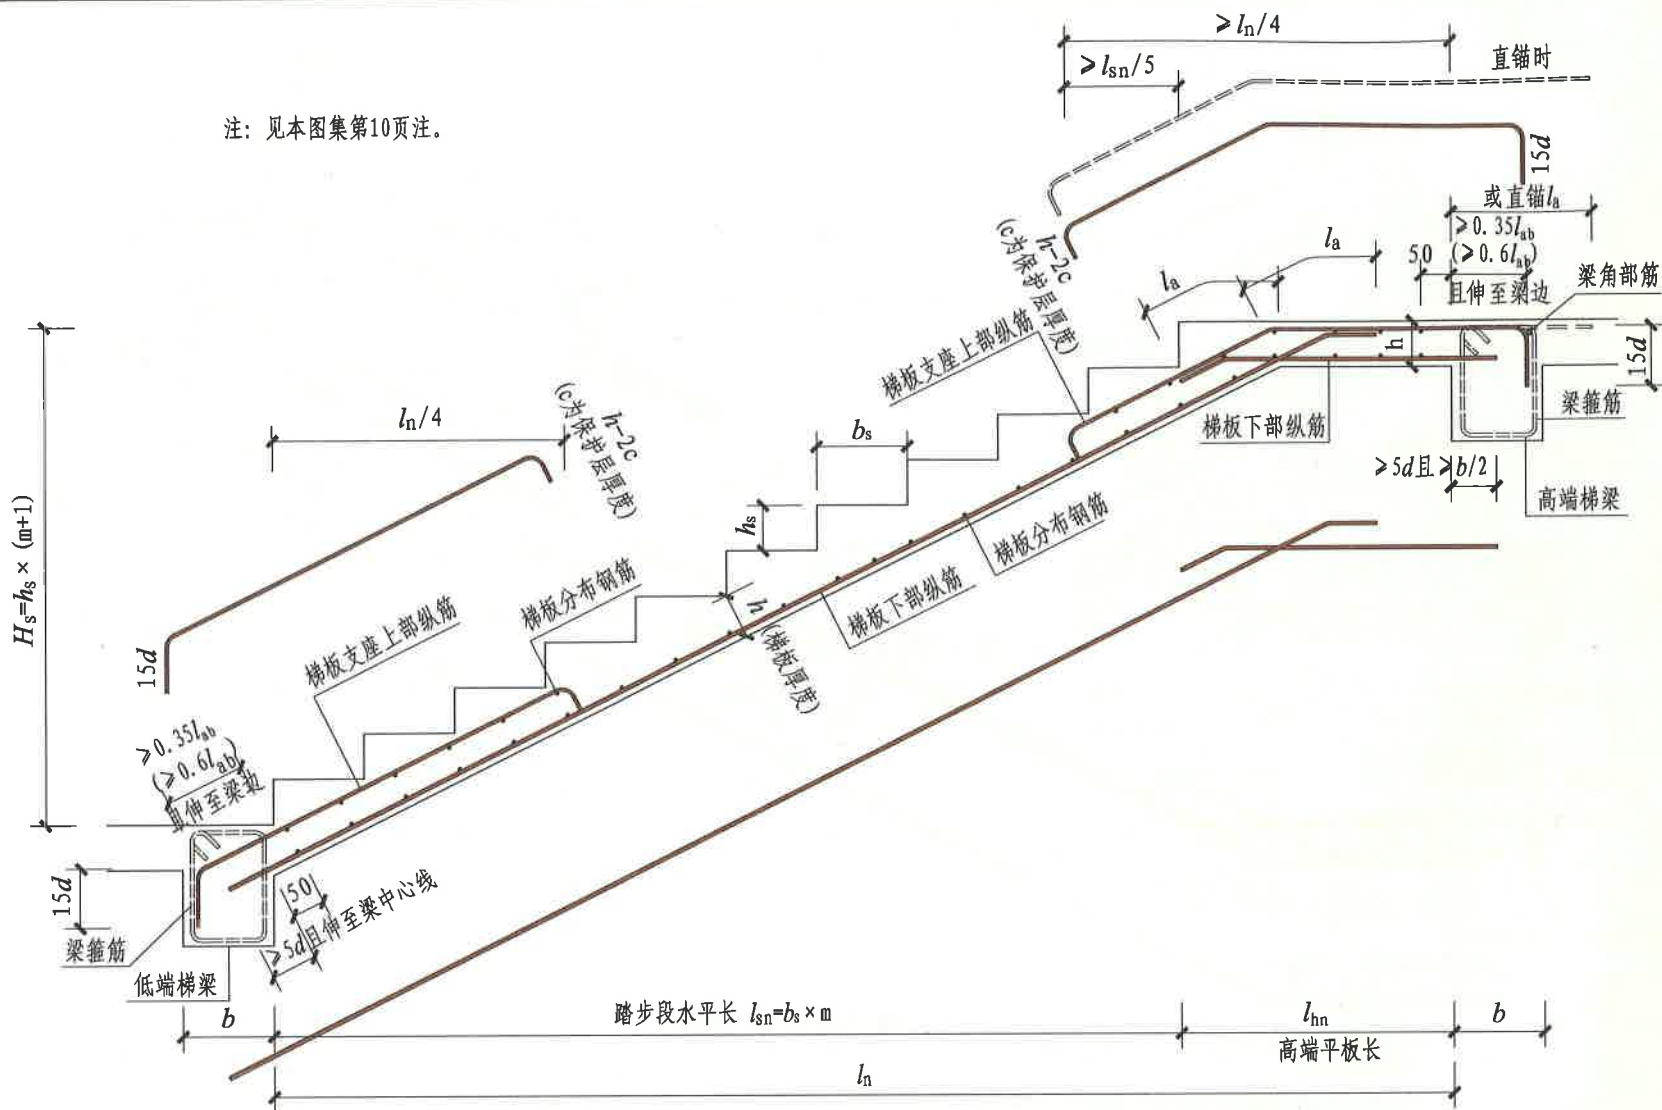 ≥ln/4
≥lsn/5
直锚时
注: 见本图集第10页注。
15d
或直锚la
≥0.35lab
(≥0.6lab)
且伸至梁边
50
la
la
h-2c
(c为保护层厚度)
梁角部筋
梯板支座上部纵筋
h
15d
梁箍筋
梯板下部纵筋
≥5d且≥b/2
高端梯梁
ln/4
h-2c
(c为保护层厚度)
bs
hs
Hs=hs×(m+1)
梯板分布钢筋
梯板下部纵筋
h
(梯板厚度)
梯板分布钢筋
梯板支座上部纵筋
15d
≥0.35lab
(≥0.6lab)
且伸至梁边
15d
50
≥5d且伸至梁中心线
梁箍筋
低端梯梁
b
踏步段水平长 lsn=bs×m
lhn
高端平板长
b
ln